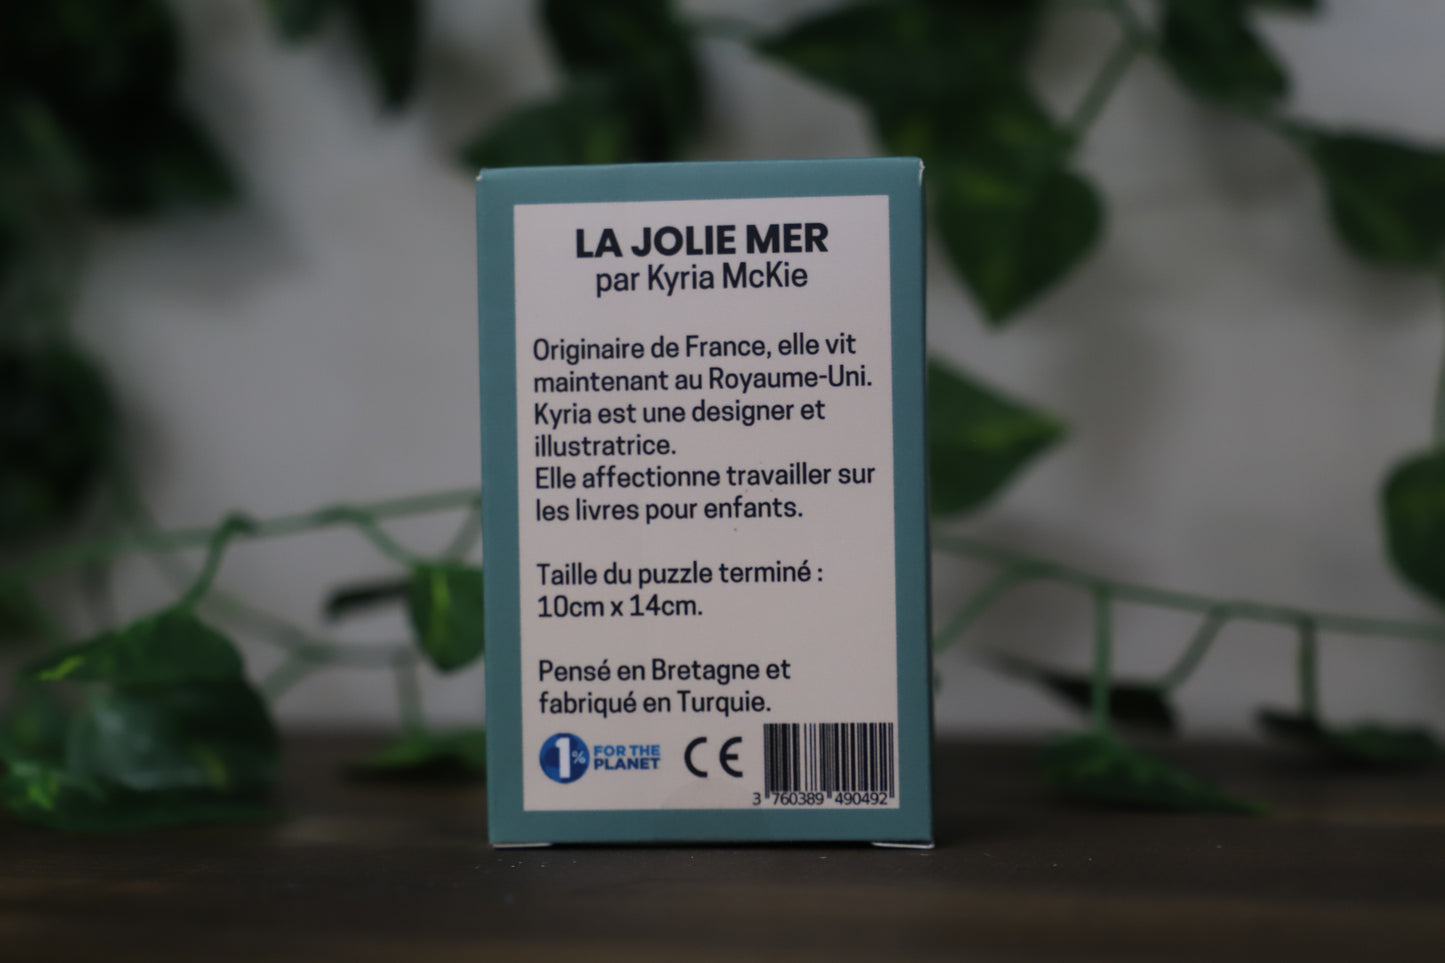 LA JOLIE MER
par Kyria McKie
Originaire de France, elle vit
maintenant au Royaume-Uni.
Kyria est une designer et
illustratrice.
Elle affectionne travailler sur
les livres pour enfants.
Taille du puzzle terminé :
10cm x 14cm.
Pensé en Bretagne et
fabriqué en Turquie.
1%
FOR THE
PLANET
CE
3 760389 490492